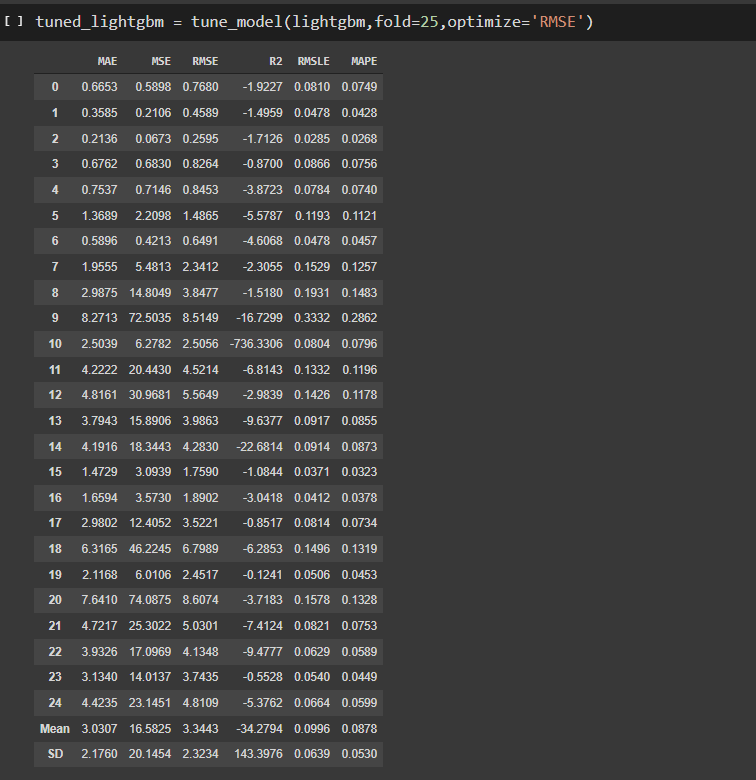 [ ] tuned_lightgbm = tune_model(lightgbm,fold=25,optimize='RMSE')
MAE MSE RMSE R2 RMSLE MAPE
0 0.6653 0.5898 0.7680 -1.9227 0.0810 0.0749
1 0.3585 0.2106 0.4589 -1.4959 0.0478 0.0428
2 0.2136 0.0673 0.2595 -1.7126 0.0285 0.0268
3 0.6762 0.6830 0.8264 -0.8700 0.0866 0.0756
4 0.7537 0.7146 0.8453 -3.8723 0.0784 0.0740
5 1.3689 2.2098 1.4865 -5.5787 0.1193 0.1121
6 0.5896 0.4213 0.6491 -4.6068 0.0478 0.0457
7 1.9555 5.4813 2.3412 -2.3055 0.1529 0.1257
8 2.9875 14.8049 3.8477 -1.5180 0.1931 0.1483
9 8.2713 72.5035 8.5149 -16.7299 0.3332 0.2862
10 2.5039 6.2782 2.5056 -736.3306 0.0804 0.0796
11 4.2222 20.4430 4.5214 -6.8143 0.1332 0.1196
12 4.8161 30.9681 5.5649 -2.9839 0.1426 0.1178
13 3.7943 15.8906 3.9863 -9.6377 0.0917 0.0855
14 4.1916 18.3443 4.2830 -22.6814 0.0914 0.0873
15 1.4729 3.0939 1.7590 -1.0844 0.0371 0.0323
16 1.6594 3.5730 1.8902 -3.0418 0.0412 0.0378
17 2.9802 12.4052 3.5221 -0.8517 0.0814 0.0734
18 6.3165 46.2245 6.7989 -6.2853 0.1496 0.1319
19 2.1168 6.0106 2.4517 -0.1241 0.0506 0.0453
20 7.6410 74.0875 8.6074 -3.7183 0.1578 0.1328
21 4.7217 25.3022 5.0301 -7.4124 0.0821 0.0753
22 3.9326 17.0969 4.1348 -9.4777 0.0629 0.0589
23 3.1340 14.0137 3.7435 -0.5528 0.0540 0.0449
24 4.4235 23.1451 4.8109 -5.3762 0.0664 0.0599
Mean 3.0307 16.5825 3.3443 -34.2794 0.0996 0.0878
SD 2.1760 20.1454 2.3234 143.3976 0.0639 0.0530